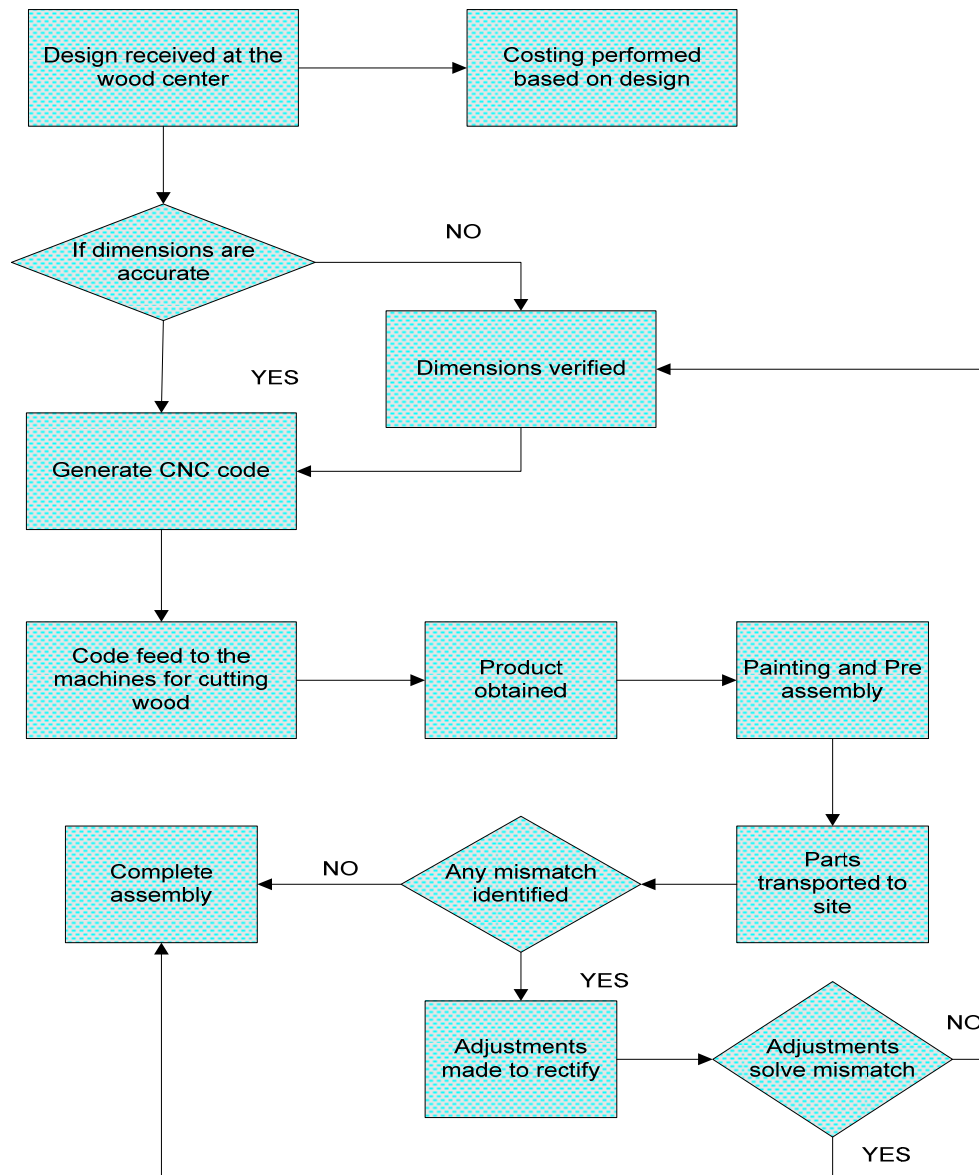 Design received at the
wood center
Costing performed
based on design
If dimensions are
accurate
NO
Dimensions verified
YES
Generate CNC code
Code feed to the
machines for cutting
wood
Product
obtained
Painting and Pre
assembly
Complete
assembly
NO
Any mismatch
identified
Parts
transported to
site
YES
Adjustments
made to rectify
Adjustments
solve mismatch
NO
YES